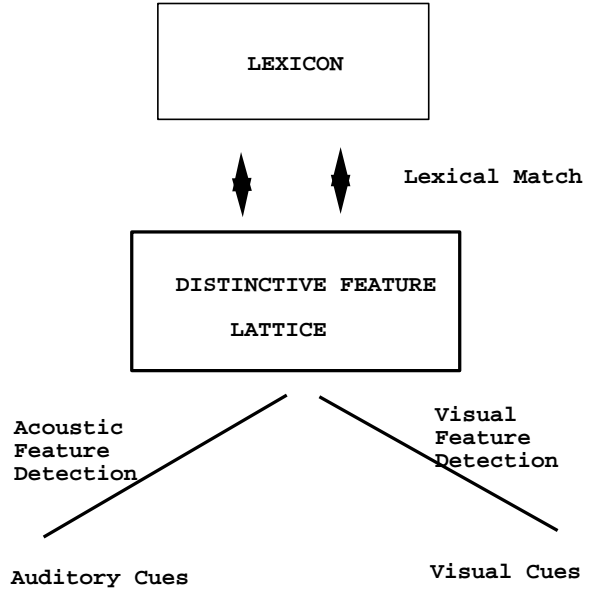 LEXICON
Lexical Match
DISTINCTIVE FEATURE
LATTICE
Acoustic
Feature
Detection
Visual
Feature
Detection
Auditory Cues
Visual Cues